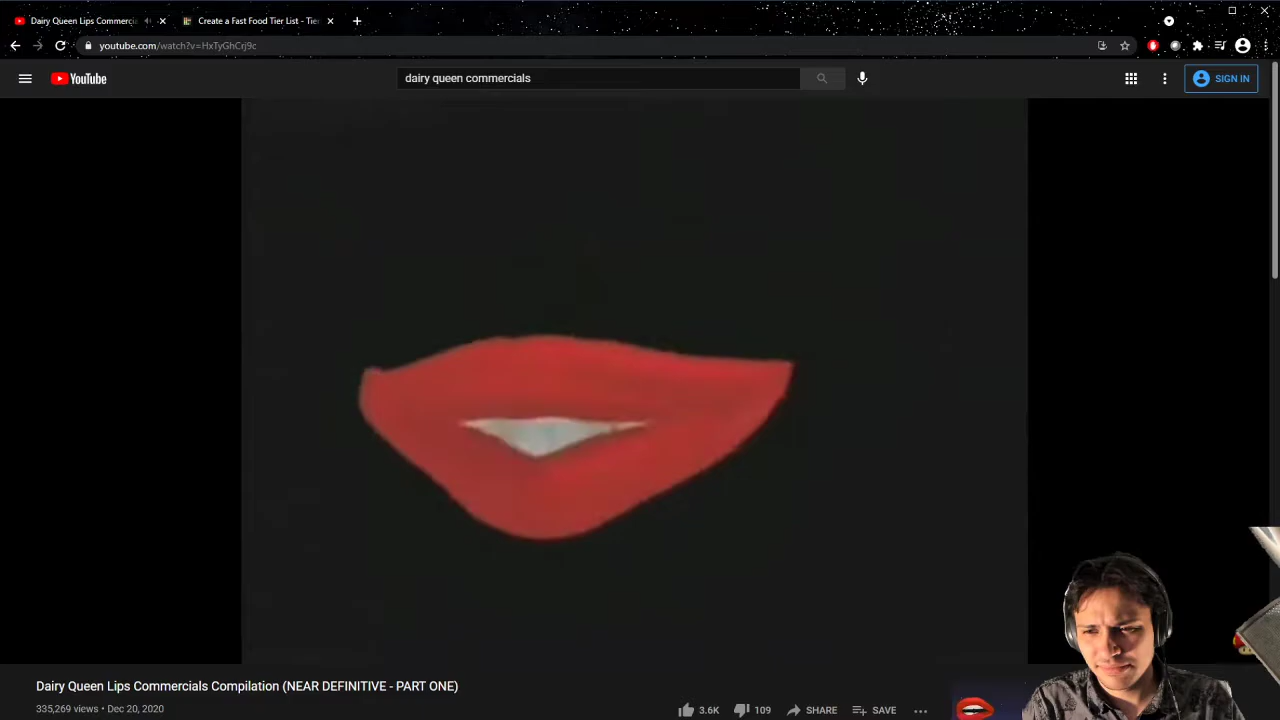 Dairy Queen Lips Commerci
Create a Fast Food Tier List - Tier
youtube.com/watch?v=HxTyGhCrj9c
YouTube
dairy queen commercials
SIGN IN
Dairy Queen Lips Commercials Compilation (NEAR DEFINITIVE - PART ONE)
335,269 views • Dec 20, 2020
3.6K
109
SHARE
SAVE